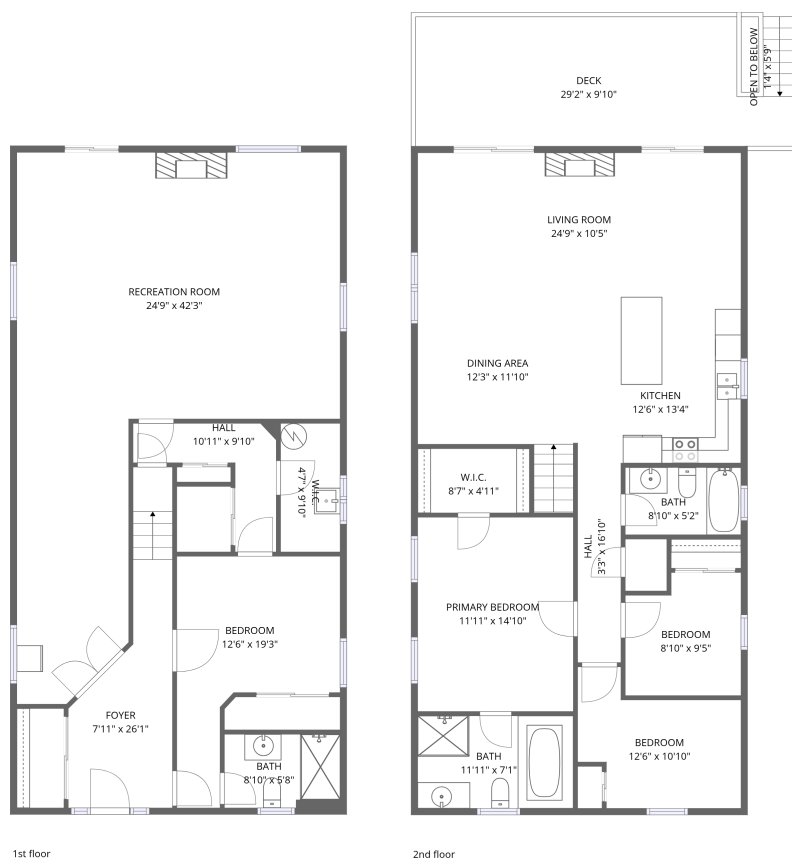 RECREATION ROOM
24'9" x 42'3"
HALL
10'11" x 9'10"
W.I.C.
4'7" x 9'10"
BEDROOM
12'6" x 19'3"
FOYER
7'11" x 26'1"
BATH
8'10" x 5'8"
1st floor
DECK
29'2" x 9'10"
OPEN TO BELOW
1'4" x 5'9"
LIVING ROOM
24'9" x 10'5"
DINING AREA
12'3" x 11'10"
KITCHEN
12'6" x 13'4"
W.I.C.
8'7" x 4'11"
BATH
8'10" x 5'2"
HALL
3'3" x 16'10"
PRIMARY BEDROOM
11'11" x 14'10"
BEDROOM
8'10" x 9'5"
BATH
11'11" x 7'1"
BEDROOM
12'6" x 10'10"
2nd floor